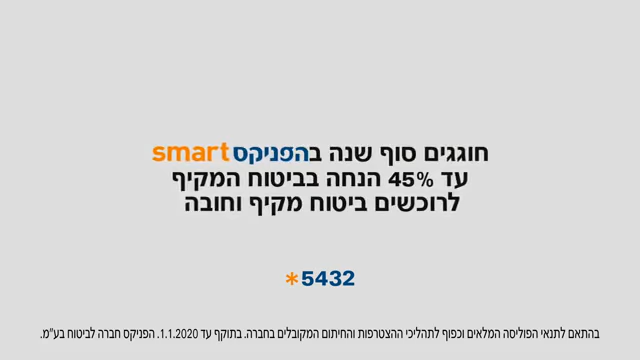 חוגגים סוף שנה בהפניקס smart
עד 45% הנחה בביטוח המקיף
לרוכשים ביטוח מקיף וחובה
*5432
בהתאם לתנאי הפוליסה המלאים וכפוף לתהליכי ההצטרפות והחיתום המקובלים בחברה. בתוקף עד 1.1.2020. הפניקס חברה לביטוח בע"מ.